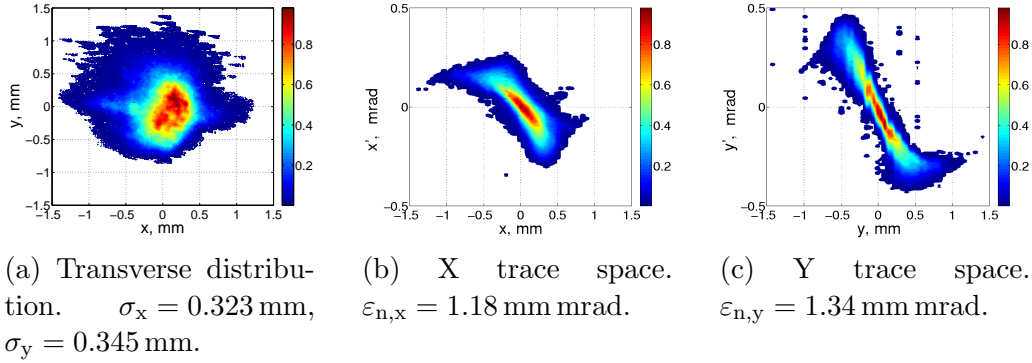 1.5
1
0.5
0
−0.5
−1
−1.5
y, mm
−1.5 −1 −0.5 0 0.5 1 1.5
x, mm
0.8
0.6
0.4
0.2
0.5
0
−0.5
x', mrad
−1.5 −1 −0.5 0 0.5 1 1.5
x, mm
0.8
0.6
0.4
0.2
0.5
0
−0.5
y', mrad
−1.5 −1 −0.5 0 0.5 1 1.5
y, mm
0.8
0.6
0.4
0.2
(a) Transverse distribu-
tion. σx = 0.323 mm,
σy = 0.345 mm.
(b) X trace space.
εn,x = 1.18 mm mrad.
(c) Y trace space.
εn,y = 1.34 mm mrad.